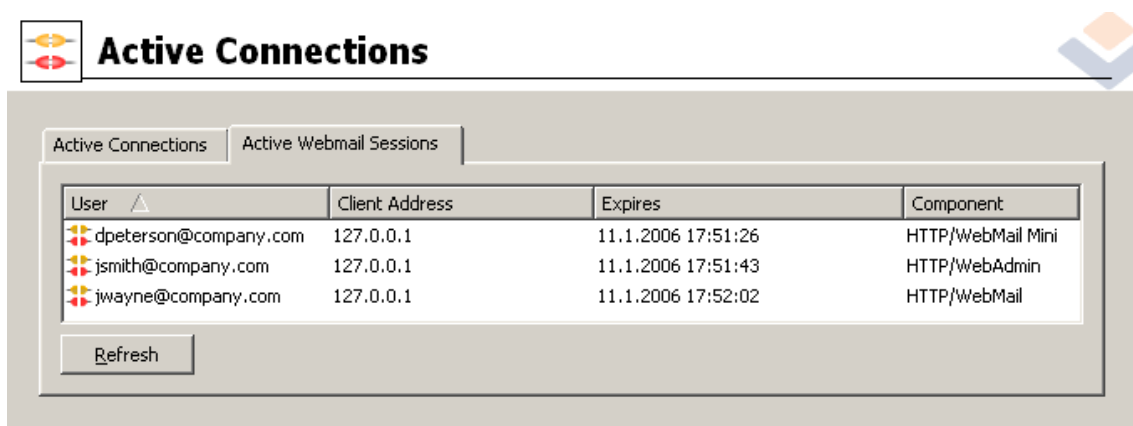 Active Connections
Active Connections Active Webmail Sessions
User Client Address Expires Component
dpeterson@company.com 127.0.0.1 11.1.2006 17:51:26 HTTP/WebMail Mini
jsmith@company.com 127.0.0.1 11.1.2006 17:51:43 HTTP/WebAdmin
jwayne@company.com 127.0.0.1 11.1.2006 17:52:02 HTTP/WebMail
Refresh